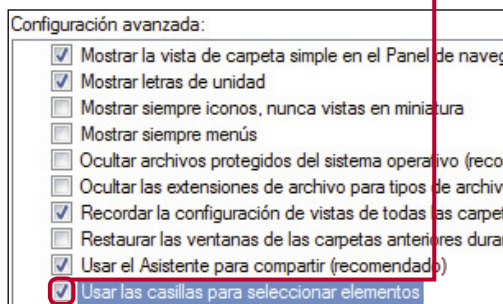 Configuración avanzada:
Mostrar la vista de carpeta simple en el Panel de naveg
Mostrar letras de unidad
Mostrar siempre iconos, nunca vistas en miniatura
Mostrar siempre menús
Ocultar archivos protegidos del sistema operativo (reco
Ocultar las extensiones de archivo para tipos de archiv
Recordar la configuración de vistas de todas las carpet
Restaurar las ventanas de las carpetas anteriores duran
Usar el Asistente para compartir (recomendado)
Usar las casillas para seleccionar elementos